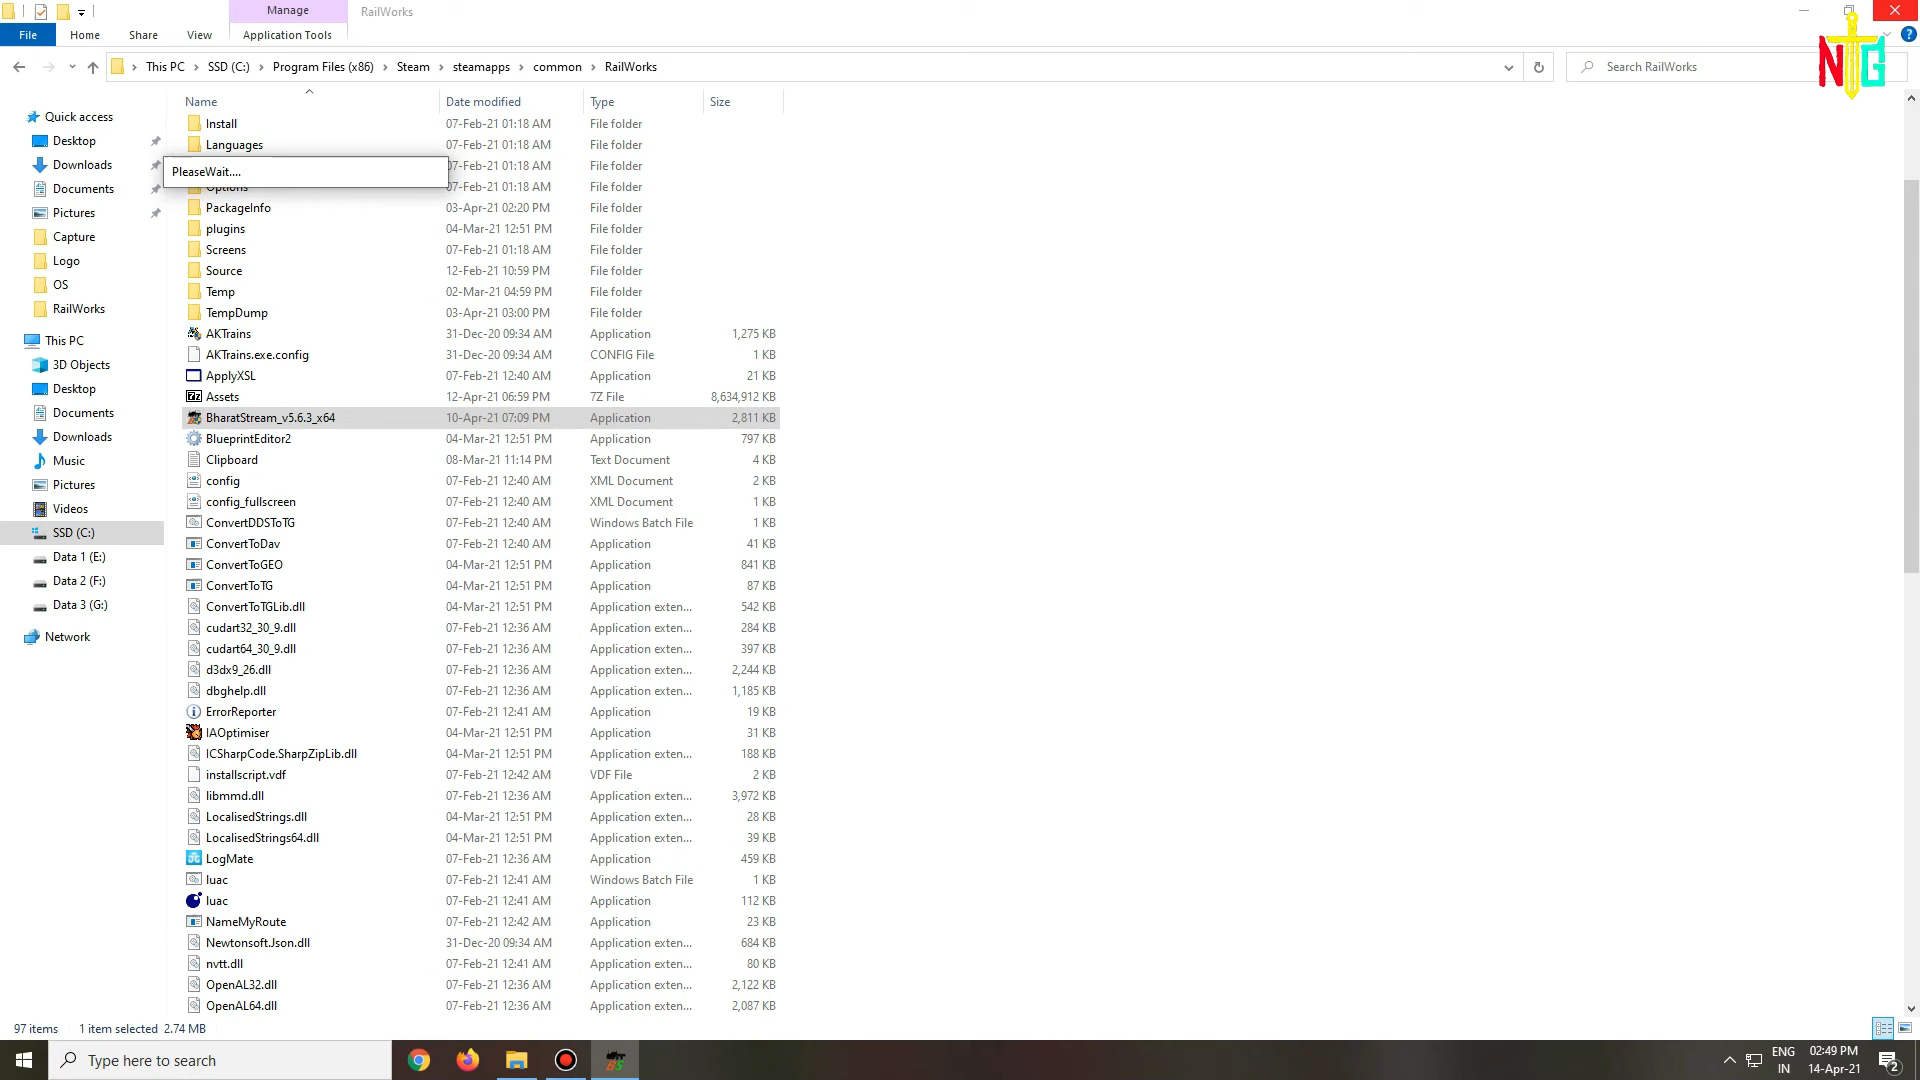 Manage
RailWorks
File
Home
Share
View
Application Tools
This PC
SSD (C:)
Program Files (x86)
Steam
steamapps
common
RailWorks
Search RailWorks
NTG
Name
Date modified
Type
Size
Quick access
Desktop
Downloads
Documents
Pictures
Capture
Logo
OS
RailWorks
This PC
3D Objects
Desktop
Documents
Downloads
Music
Pictures
Videos
SSD (C:)
Data 1 (E:)
Data 2 (F:)
Data 3 (G:)
Network
Install 07-Feb-21 01:18 AM File folder
Languages 07-Feb-21 01:18 AM File folder
PleaseWait....
07-Feb-21 01:18 AM File folder
Options 07-Feb-21 01:18 AM File folder
PackageInfo 03-Apr-21 02:20 PM File folder
plugins 04-Mar-21 12:51 PM File folder
Screens 07-Feb-21 01:18 AM File folder
Source 12-Feb-21 10:59 PM File folder
Temp 02-Mar-21 04:59 PM File folder
TempDump 03-Apr-21 03:00 PM File folder
AKTrains 31-Dec-20 09:34 AM Application 1,275 KB
AKTrains.exe.config 31-Dec-20 09:34 AM CONFIG File 1 KB
ApplyXSL 07-Feb-21 12:40 AM Application 21 KB
Assets 12-Apr-21 06:59 PM 7Z File 8,634,912 KB
BharatStream_v5.6.3_x64 10-Apr-21 07:09 PM Application 2,811 KB
BlueprintEditor2 04-Mar-21 12:51 PM Application 797 KB
Clipboard 08-Mar-21 11:14 PM Text Document 4 KB
config 07-Feb-21 12:40 AM XML Document 2 KB
config_fullscreen 07-Feb-21 12:40 AM XML Document 1 KB
ConvertDDSToTG 07-Feb-21 12:40 AM Windows Batch File 1 KB
ConvertToDav 07-Feb-21 12:40 AM Application 41 KB
ConvertToGEO 04-Mar-21 12:51 PM Application 841 KB
ConvertToTG 04-Mar-21 12:51 PM Application 87 KB
ConvertToTGLib.dll 04-Mar-21 12:51 PM Application exten... 542 KB
cudart32_30_9.dll 07-Feb-21 12:36 AM Application exten... 284 KB
cudart64_30_9.dll 07-Feb-21 12:36 AM Application exten... 397 KB
d3dx9_26.dll 07-Feb-21 12:36 AM Application exten... 2,244 KB
dbghelp.dll 07-Feb-21 12:36 AM Application exten... 1,185 KB
ErrorReporter 07-Feb-21 12:41 AM Application 19 KB
IAOptimiser 04-Mar-21 12:51 PM Application 31 KB
ICSharpCode.SharpZipLib.dll 04-Mar-21 12:51 PM Application exten... 188 KB
installscript.vdf 07-Feb-21 12:42 AM VDF File 2 KB
libmmd.dll 07-Feb-21 12:36 AM Application exten... 3,972 KB
LocalisedStrings.dll 04-Mar-21 12:51 PM Application exten... 28 KB
LocalisedStrings64.dll 04-Mar-21 12:51 PM Application exten... 39 KB
LogMate 07-Feb-21 12:36 AM Application 459 KB
luac 07-Feb-21 12:41 AM Windows Batch File 1 KB
luac 07-Feb-21 12:41 AM Application 112 KB
NameMyRoute 07-Feb-21 12:42 AM Application 23 KB
Newtonsoft.Json.dll 31-Dec-20 09:34 AM Application exten... 684 KB
nvtt.dll 07-Feb-21 12:41 AM Application exten... 80 KB
OpenAL32.dll 07-Feb-21 12:36 AM Application exten... 2,122 KB
OpenAL64.dll 07-Feb-21 12:36 AM Application exten... 2,087 KB
97 items 1 item selected 2.74 MB
Type here to search
BS
ENG
IN
02:49 PM
14-Apr-21
2